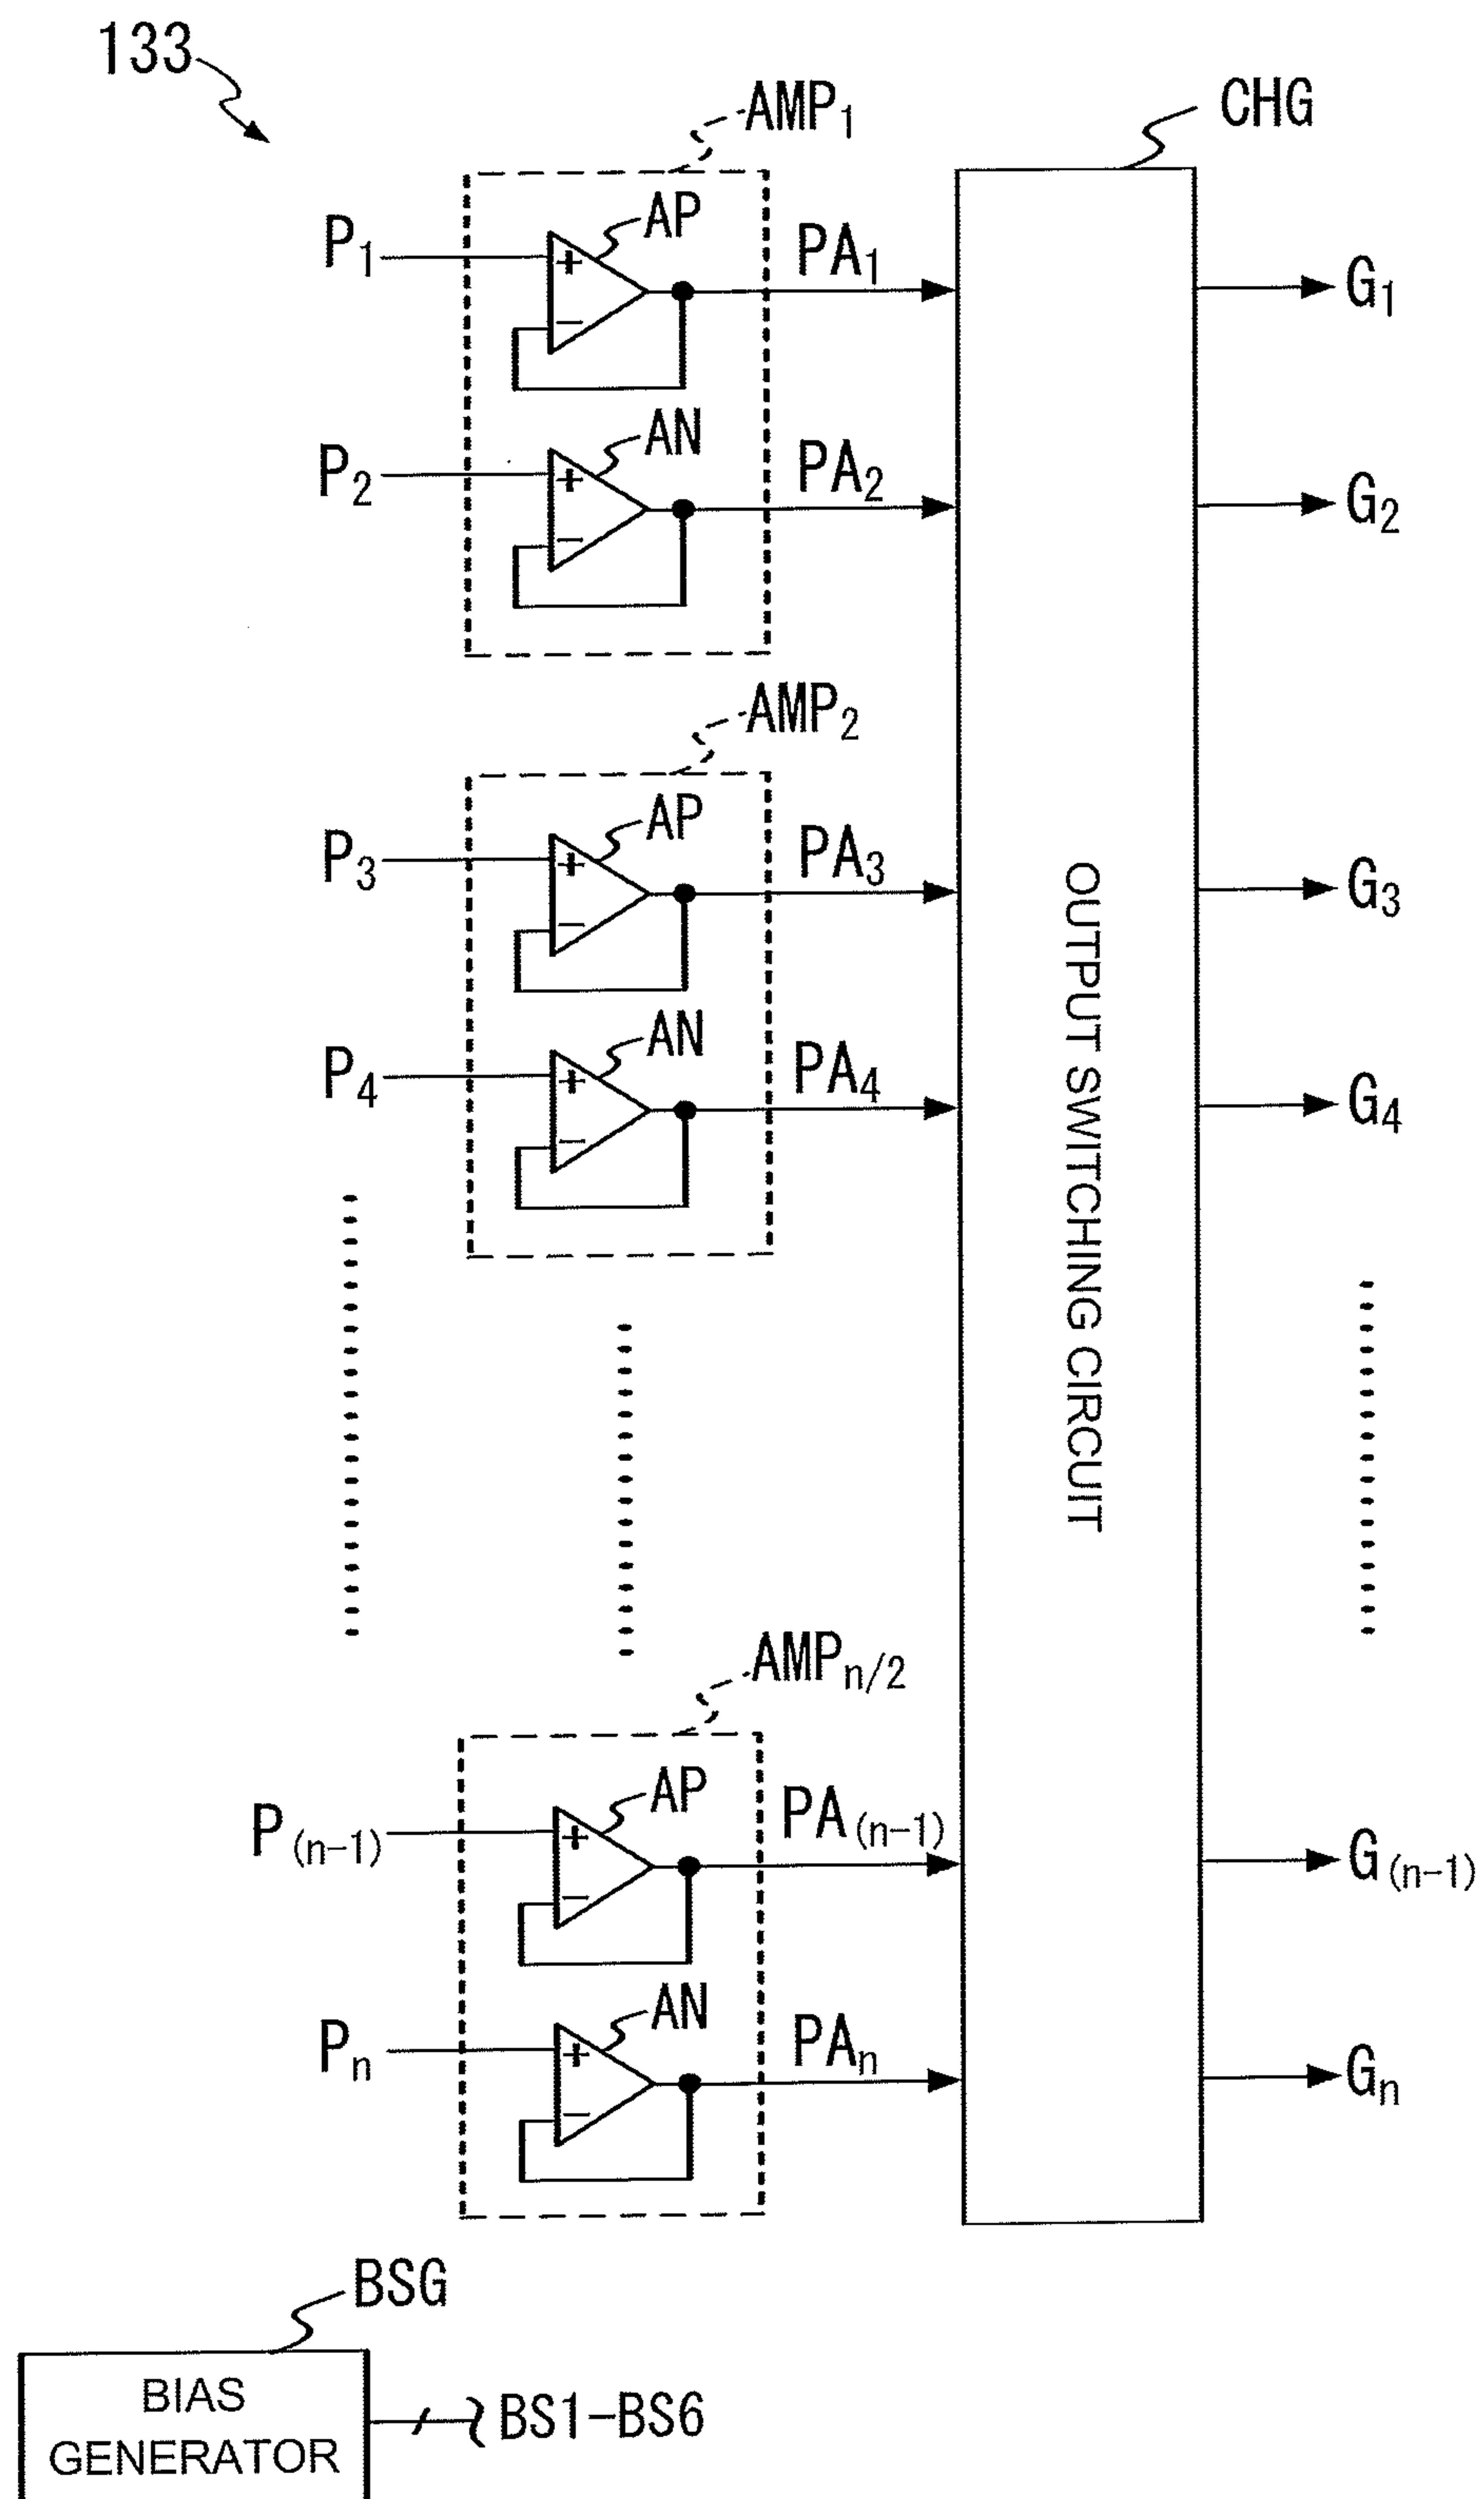 133
AMP1
CHG
P1
+
−
AP
PA1
G1
P2
+
−
AN
PA2
G2
AMP2
P3
+
−
AP
PA3
G3
P4
+
−
AN
PA4
G4
OUTPUT SWITCHING CIRCUIT
AMPn/2
P(n-1)
+
−
AP
PA(n-1)
G(n-1)
Pn
+
−
AN
PAn
Gn
BSG
BIAS
GENERATOR
BS1-BS6